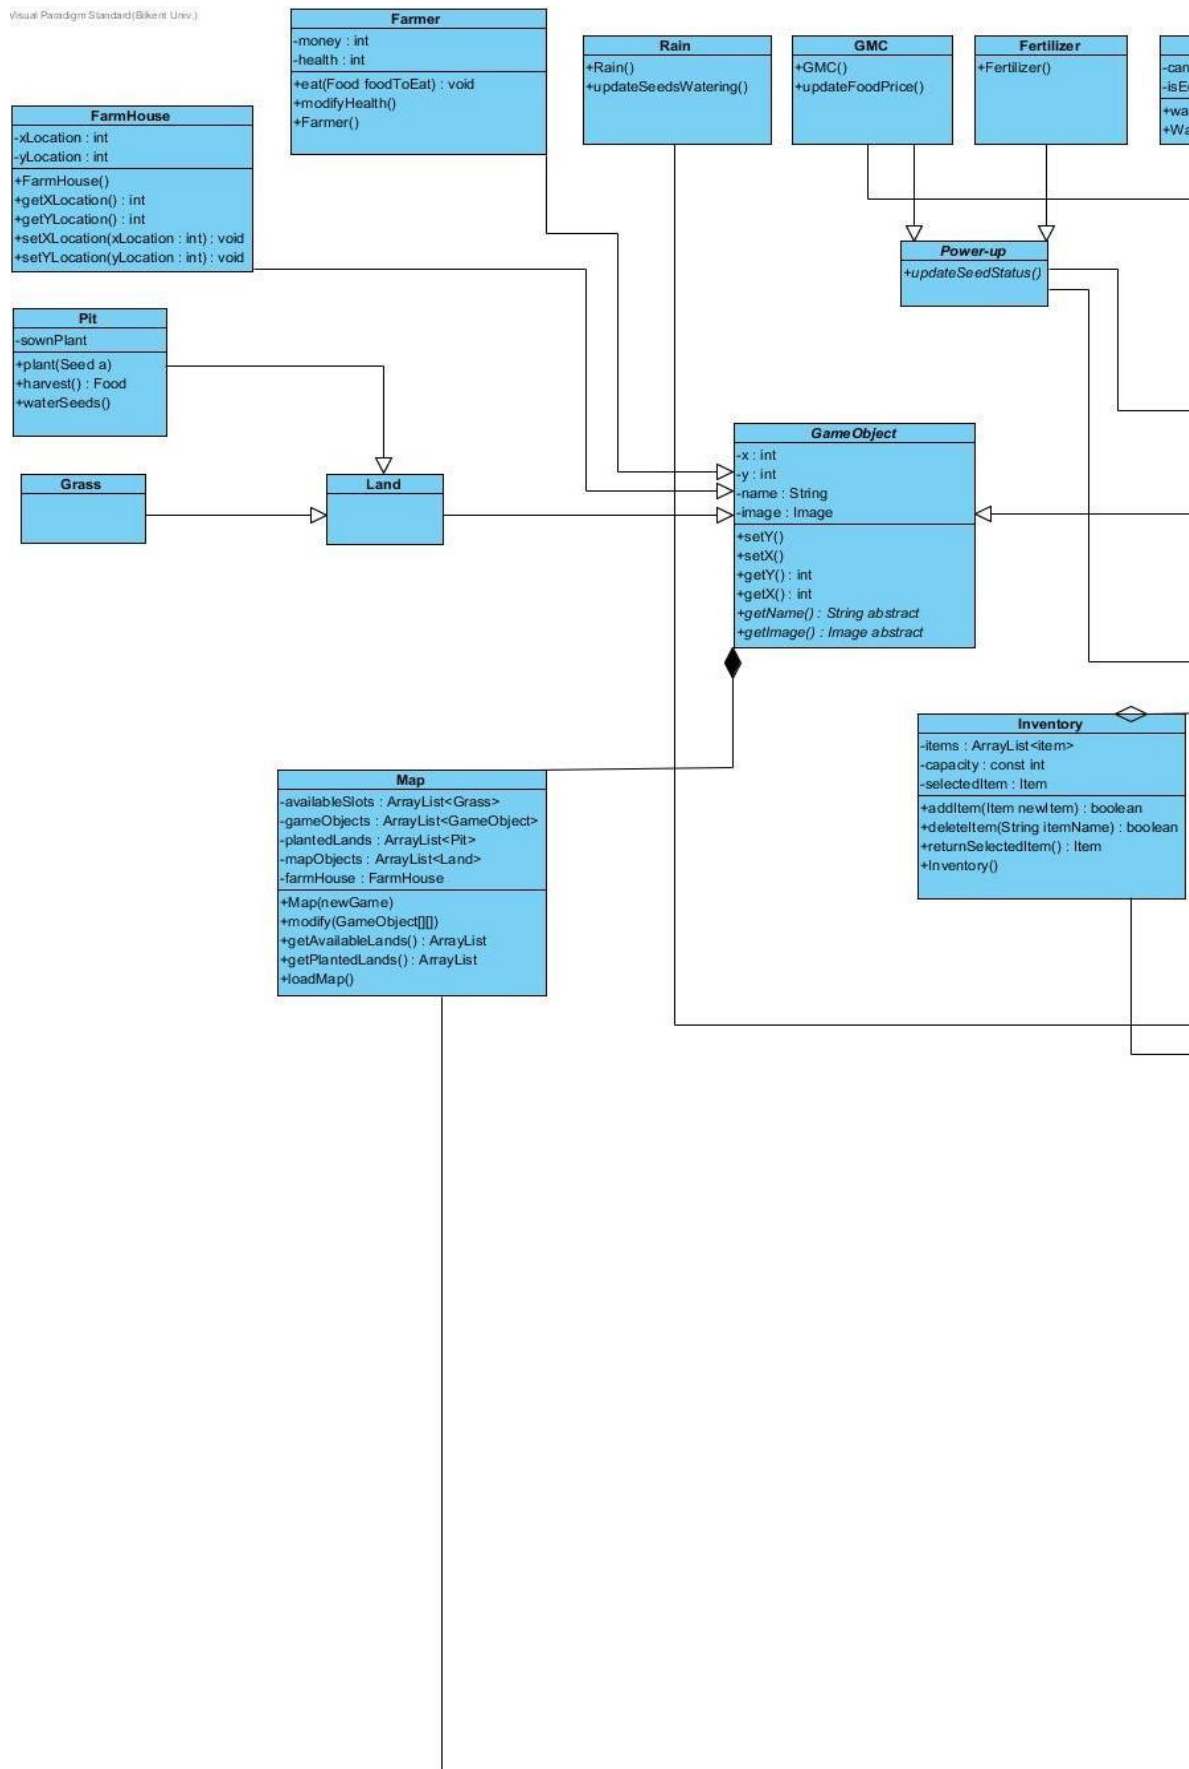 Visual Paradigm Standard(Bilkent Univ.)
Farmer
-money : int
-health : int
+eat(Food foodToEat) : void
+modifyHealth()
+Farmer()
Rain
+Rain()
+updateSeedsWatering()
GMC
+GMC()
+updateFoodPrice()
Fertilizer
+Fertilizer()
-can
+wa
+Wa
FarmHouse
-xLocation : int
-yLocation : int
+FarmHouse()
+getXLocation() : int
+getYLocation() : int
+setXLocation(xLocation : int) : void
+setYLocation(yLocation : int) : void
Power-up
+updateSeedStatus()
Pit
-sownPlant
+plant(Seed a)
+harvest() : Food
+waterSeeds()
Grass
Land
GameObject
-x : int
-y : int
-name : String
-image : Image
+setY()
+setX()
+getY() : int
+getX() : int
+getName() : String abstract
+getImage() : Image abstract
Inventory
-items : ArrayList<item>
-capacity : const int
-selectedItem : Item
+addItem(Item newItem) : boolean
+deleteItem(String itemName) : boolean
+returnSelectedItem() : Item
+Inventory()
Map
-availableSlots : ArrayList<Grass>
-gameObjects : ArrayList<GameObject>
-plantedLands : ArrayList<Pit>
-mapObjects : ArrayList<Land>
-farmHouse : FarmHouse
+Map(newGame)
+modify(GameObject[][])
+getAvailableLands() : ArrayList
+getPlantedLands() : ArrayList
+loadMap()